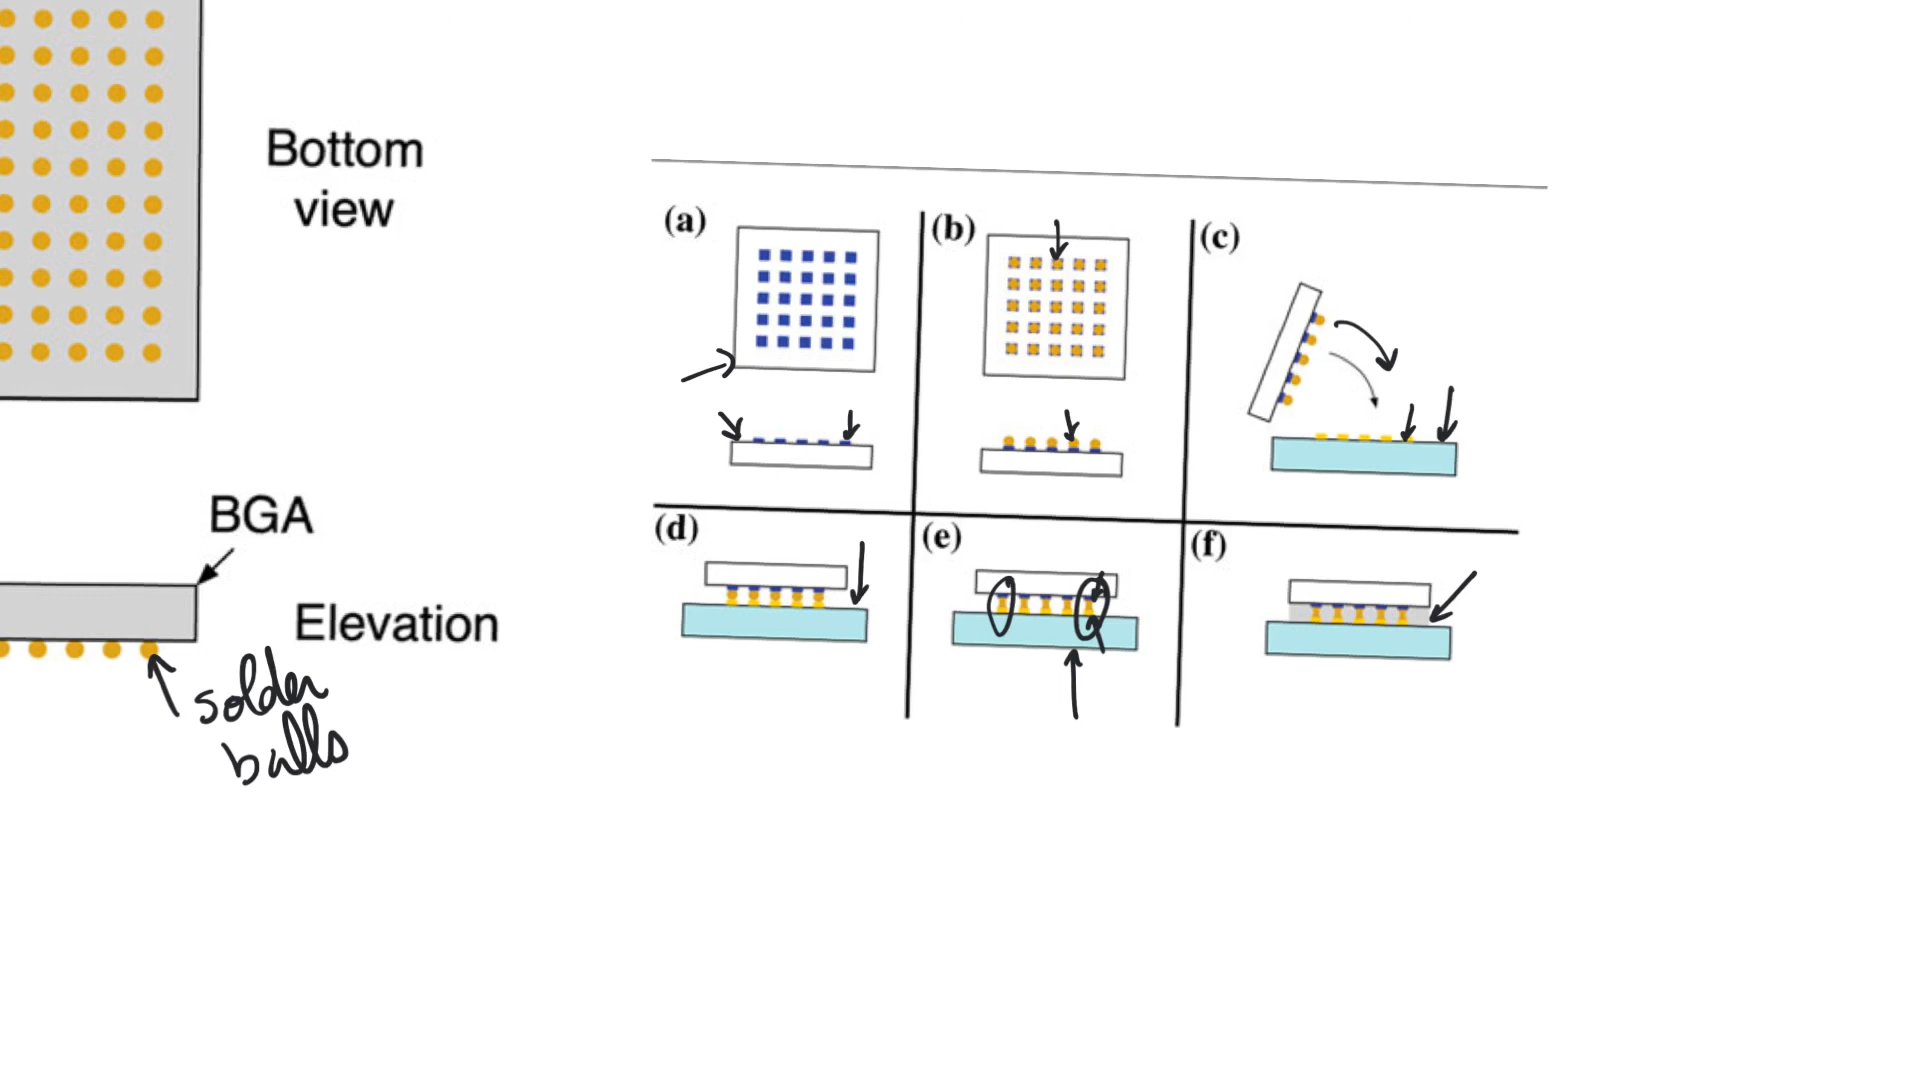 Bottom
view
BGA
Elevation
solder
balls
(a)
(b)
(c)
(d)
(e)
(f)